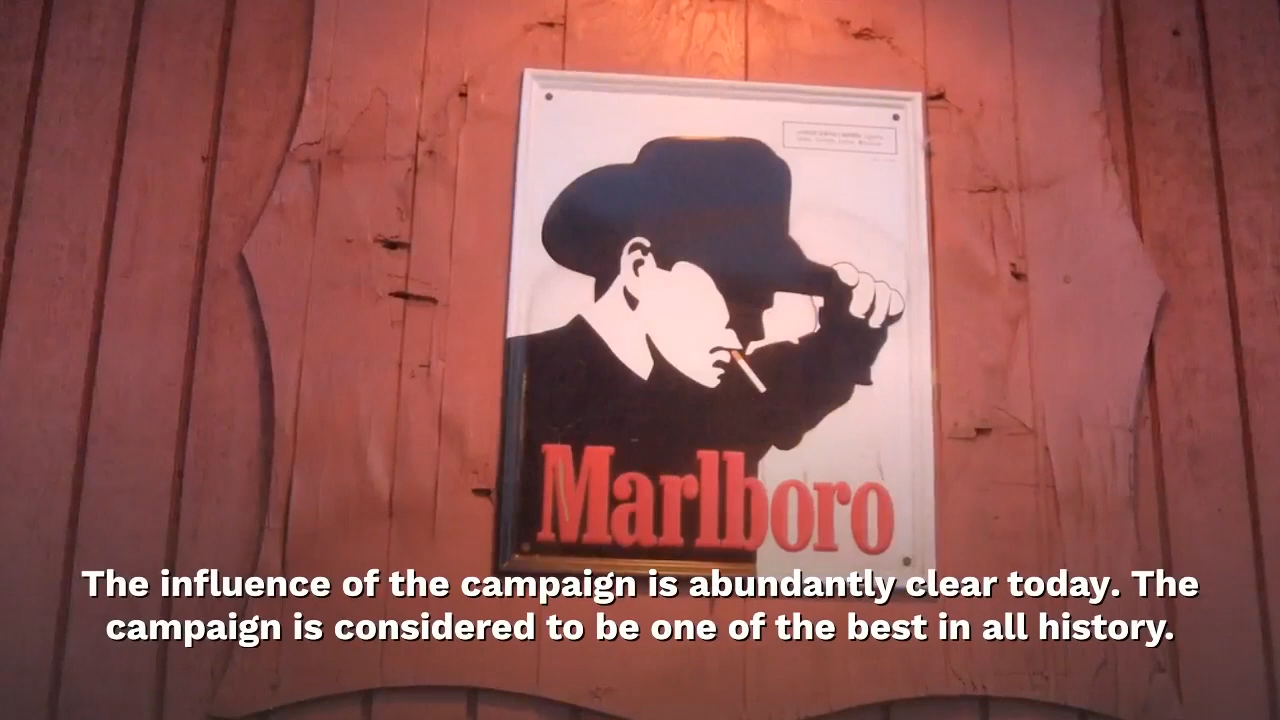 Marlboro
The influence of the campaign is abundantly clear today. The
campaign is considered to be one of the best in all history.